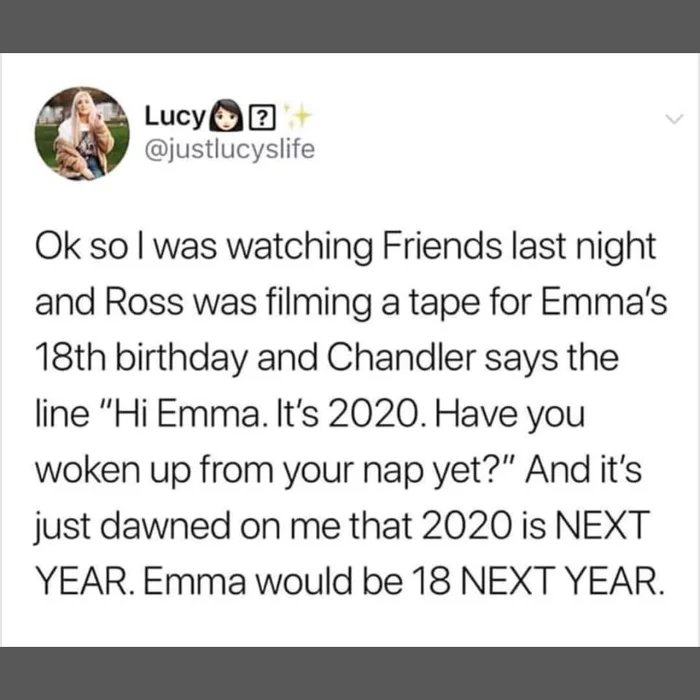 Lucy👩🏻⍰✨
@justlucyslife
Ok so I was watching Friends last night
and Ross was filming a tape for Emma's
18th birthday and Chandler says the
line "Hi Emma. It's 2020. Have you
woken up from your nap yet?" And it's
just dawned on me that 2020 is NEXT
YEAR. Emma would be 18 NEXT YEAR.